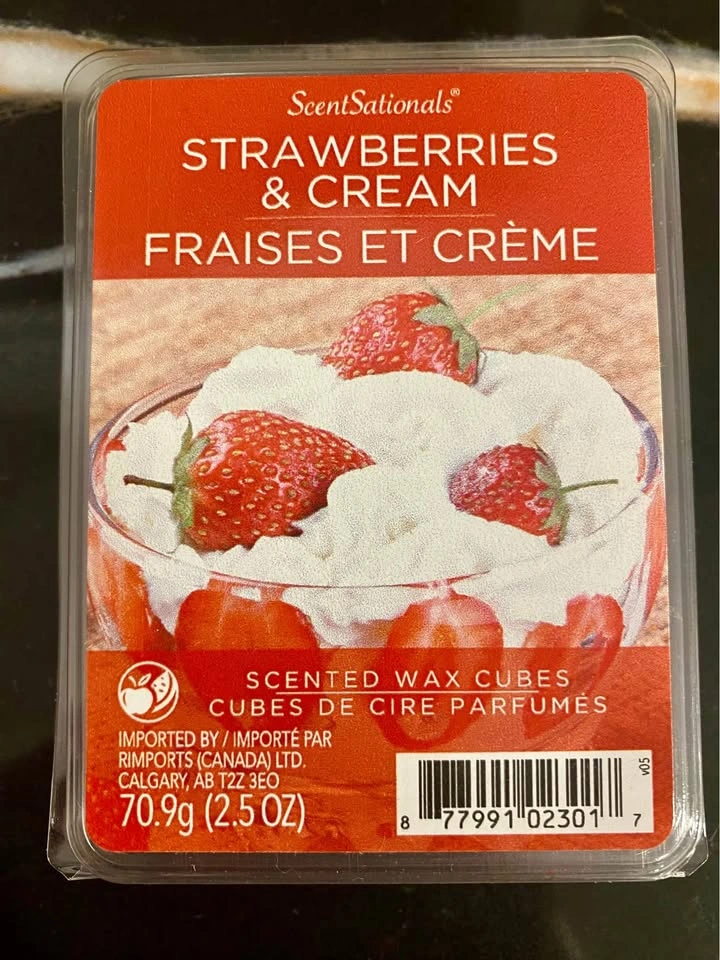 ScentSationals®
STRAWBERRIES
& CREAM
FRAISES ET CRÈME
SCENTED WAX CUBES
CUBES DE CIRE PARFUMÉS
IMPORTED BY / IMPORTÉ PAR
RIMPORTS (CANADA) LTD.
CALGARY, AB T2Z 3E0
70.9g (2.5 OZ)
v05
8 77991 02301 7